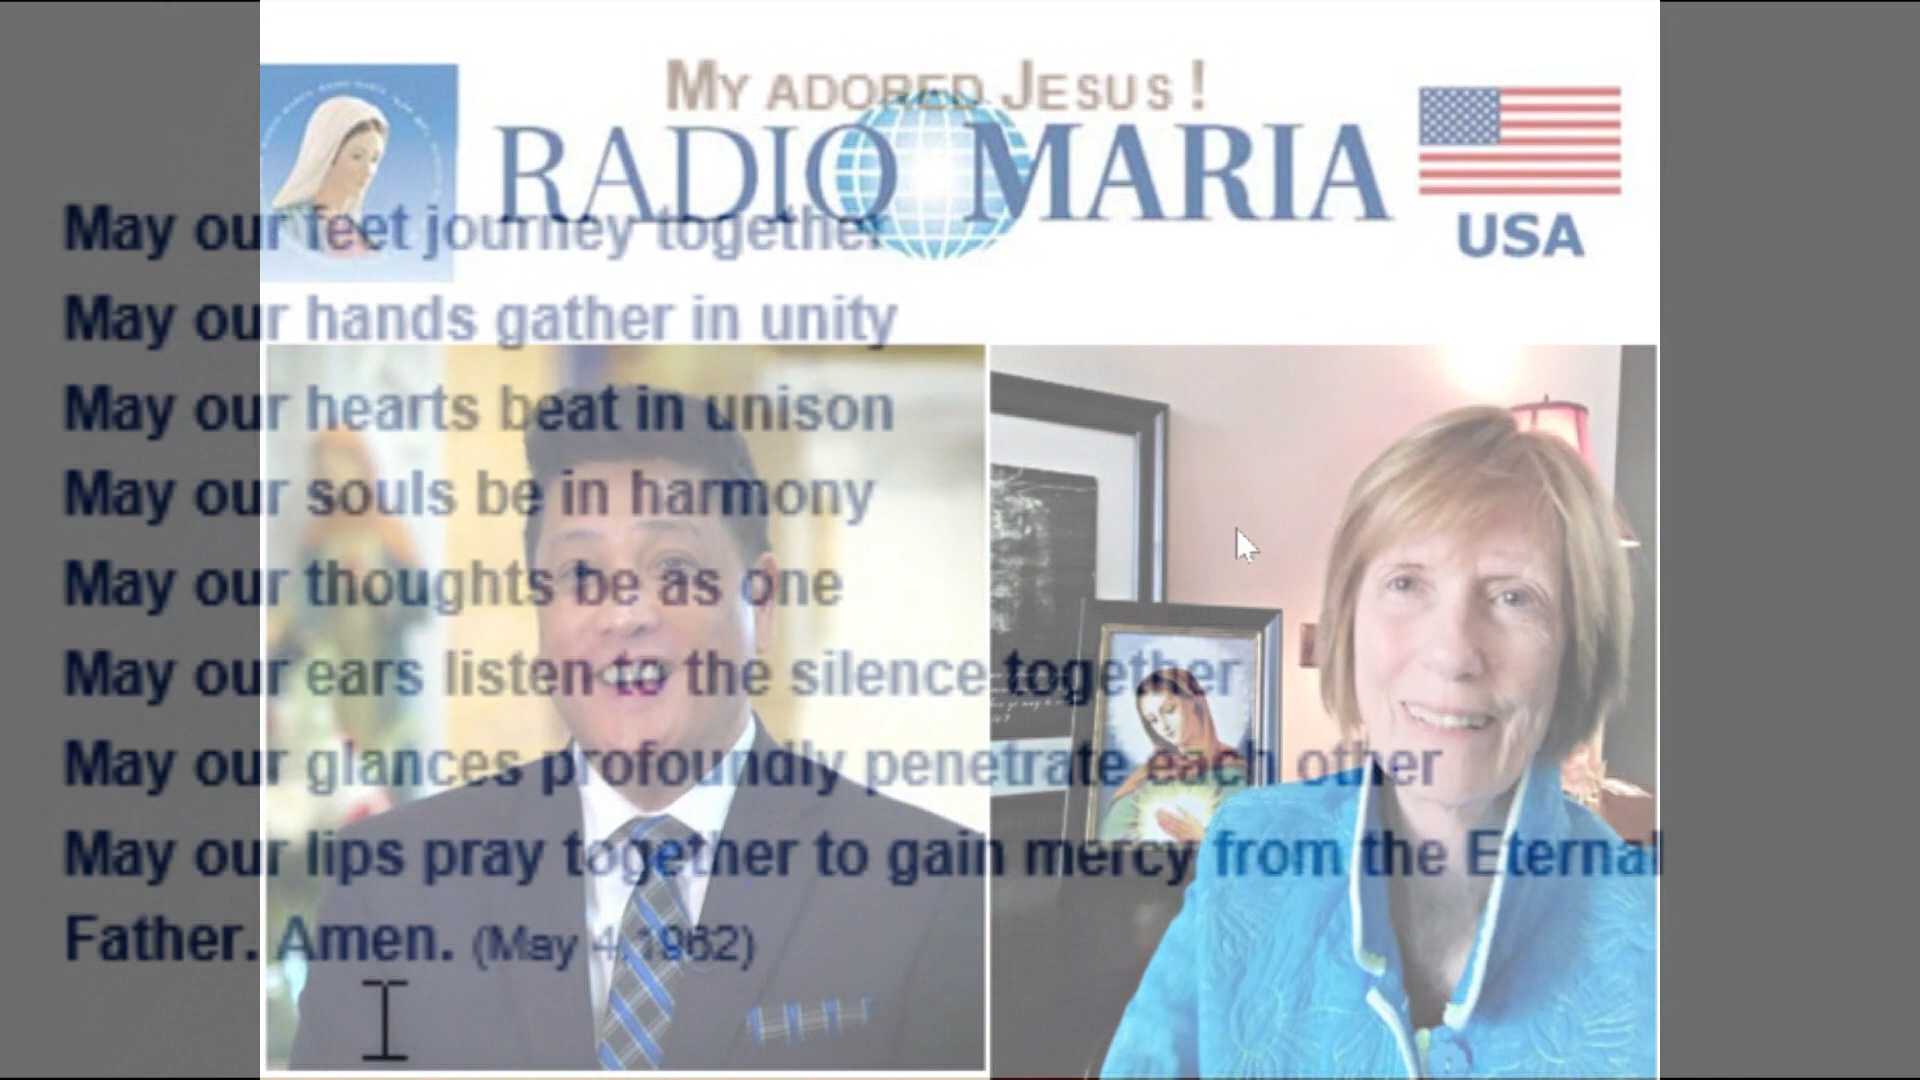 My adored Jesus !
RADIO MARIA
USA
May our feet journey together
May our hands gather in unity
May our hearts beat in unison
May our souls be in harmony
May our thoughts be as one
May our ears listen to the silence together
May our glances profoundly penetrate each other
May our lips pray together to gain mercy from the Eternal
Father. Amen. (May 4, 1962)